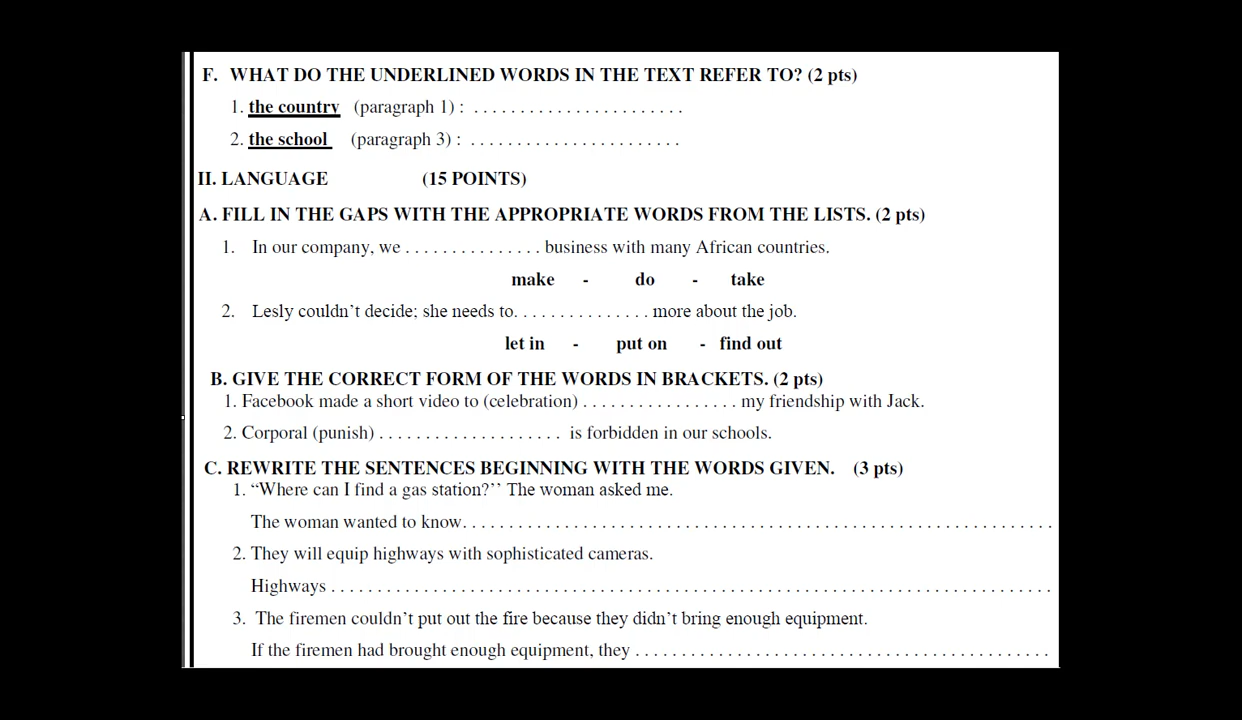 F. WHAT DO THE UNDERLINED WORDS IN THE TEXT REFER TO? (2 pts)
1. the country (paragraph 1) : . . . . . . . . . . . . . . . . . . . . . . .
2. the school (paragraph 3) : . . . . . . . . . . . . . . . . . . . . . . .
II. LANGUAGE (15 POINTS)
A. FILL IN THE GAPS WITH THE APPROPRIATE WORDS FROM THE LISTS. (2 pts)
1. In our company, we . . . . . . . . . . . . . . . business with many African countries.
make - do - take
2. Lesly couldn’t decide; she needs to. . . . . . . . . . . . . . . more about the job.
let in - put on - find out
B. GIVE THE CORRECT FORM OF THE WORDS IN BRACKETS. (2 pts)
1. Facebook made a short video to (celebration) . . . . . . . . . . . . . . . . . my friendship with Jack.
2. Corporal (punish) . . . . . . . . . . . . . . . . . . . . is forbidden in our schools.
C. REWRITE THE SENTENCES BEGINNING WITH THE WORDS GIVEN. (3 pts)
1. “Where can I find a gas station?’’ The woman asked me.
The woman wanted to know. . . . . . . . . . . . . . . . . . . . . . . . . . . . . . . . . . . . . . . . . . . . . . . . . . . . . . . . . . . . . . . .
2. They will equip highways with sophisticated cameras.
Highways . . . . . . . . . . . . . . . . . . . . . . . . . . . . . . . . . . . . . . . . . . . . . . . . . . . . . . . . . . . . . . . . . . . . . . . . . . . . . .
3. The firemen couldn’t put out the fire because they didn’t bring enough equipment.
If the firemen had brought enough equipment, they . . . . . . . . . . . . . . . . . . . . . . . . . . . . . . . . . . . . . . . . . . . . .